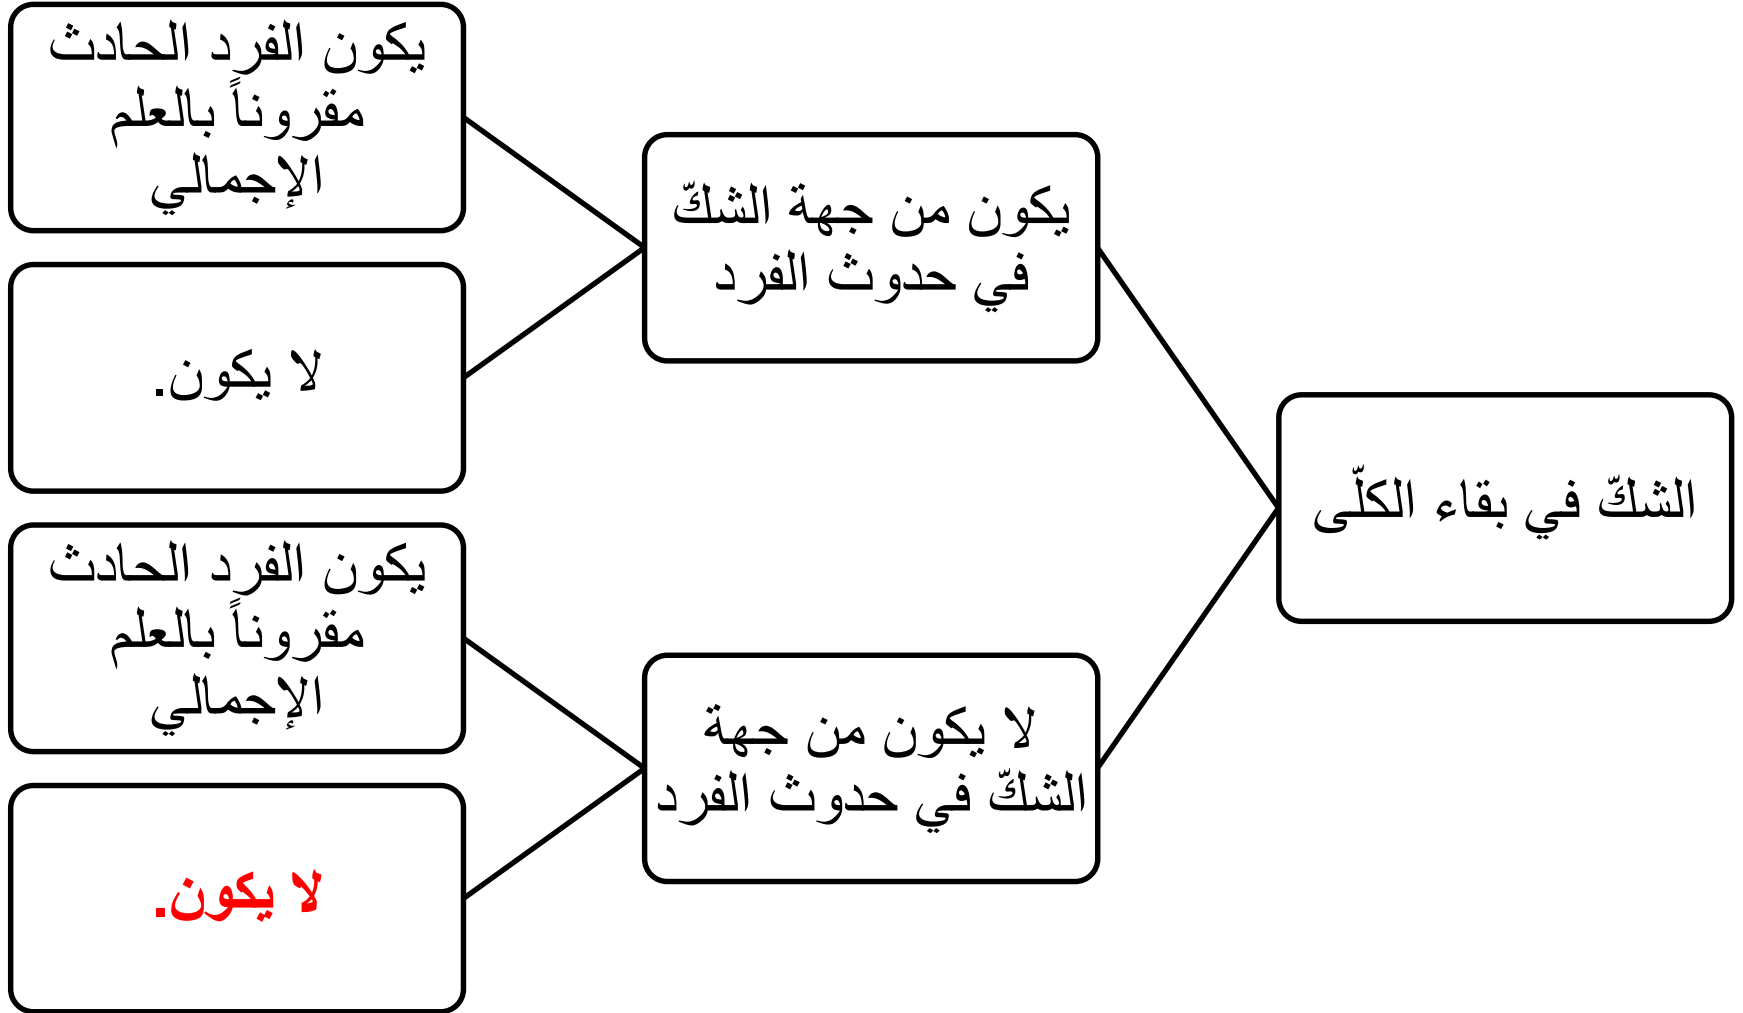 الشكّ في بقاء الكلّى
يكون من جهة الشكّ
في حدوث الفرد
يكون الفرد الحادث
مقروناً بالعلم
الإجمالي
لا يكون.
لا يكون من جهة
الشكّ في حدوث الفرد
يكون الفرد الحادث
مقروناً بالعلم
الإجمالي
لا يكون.